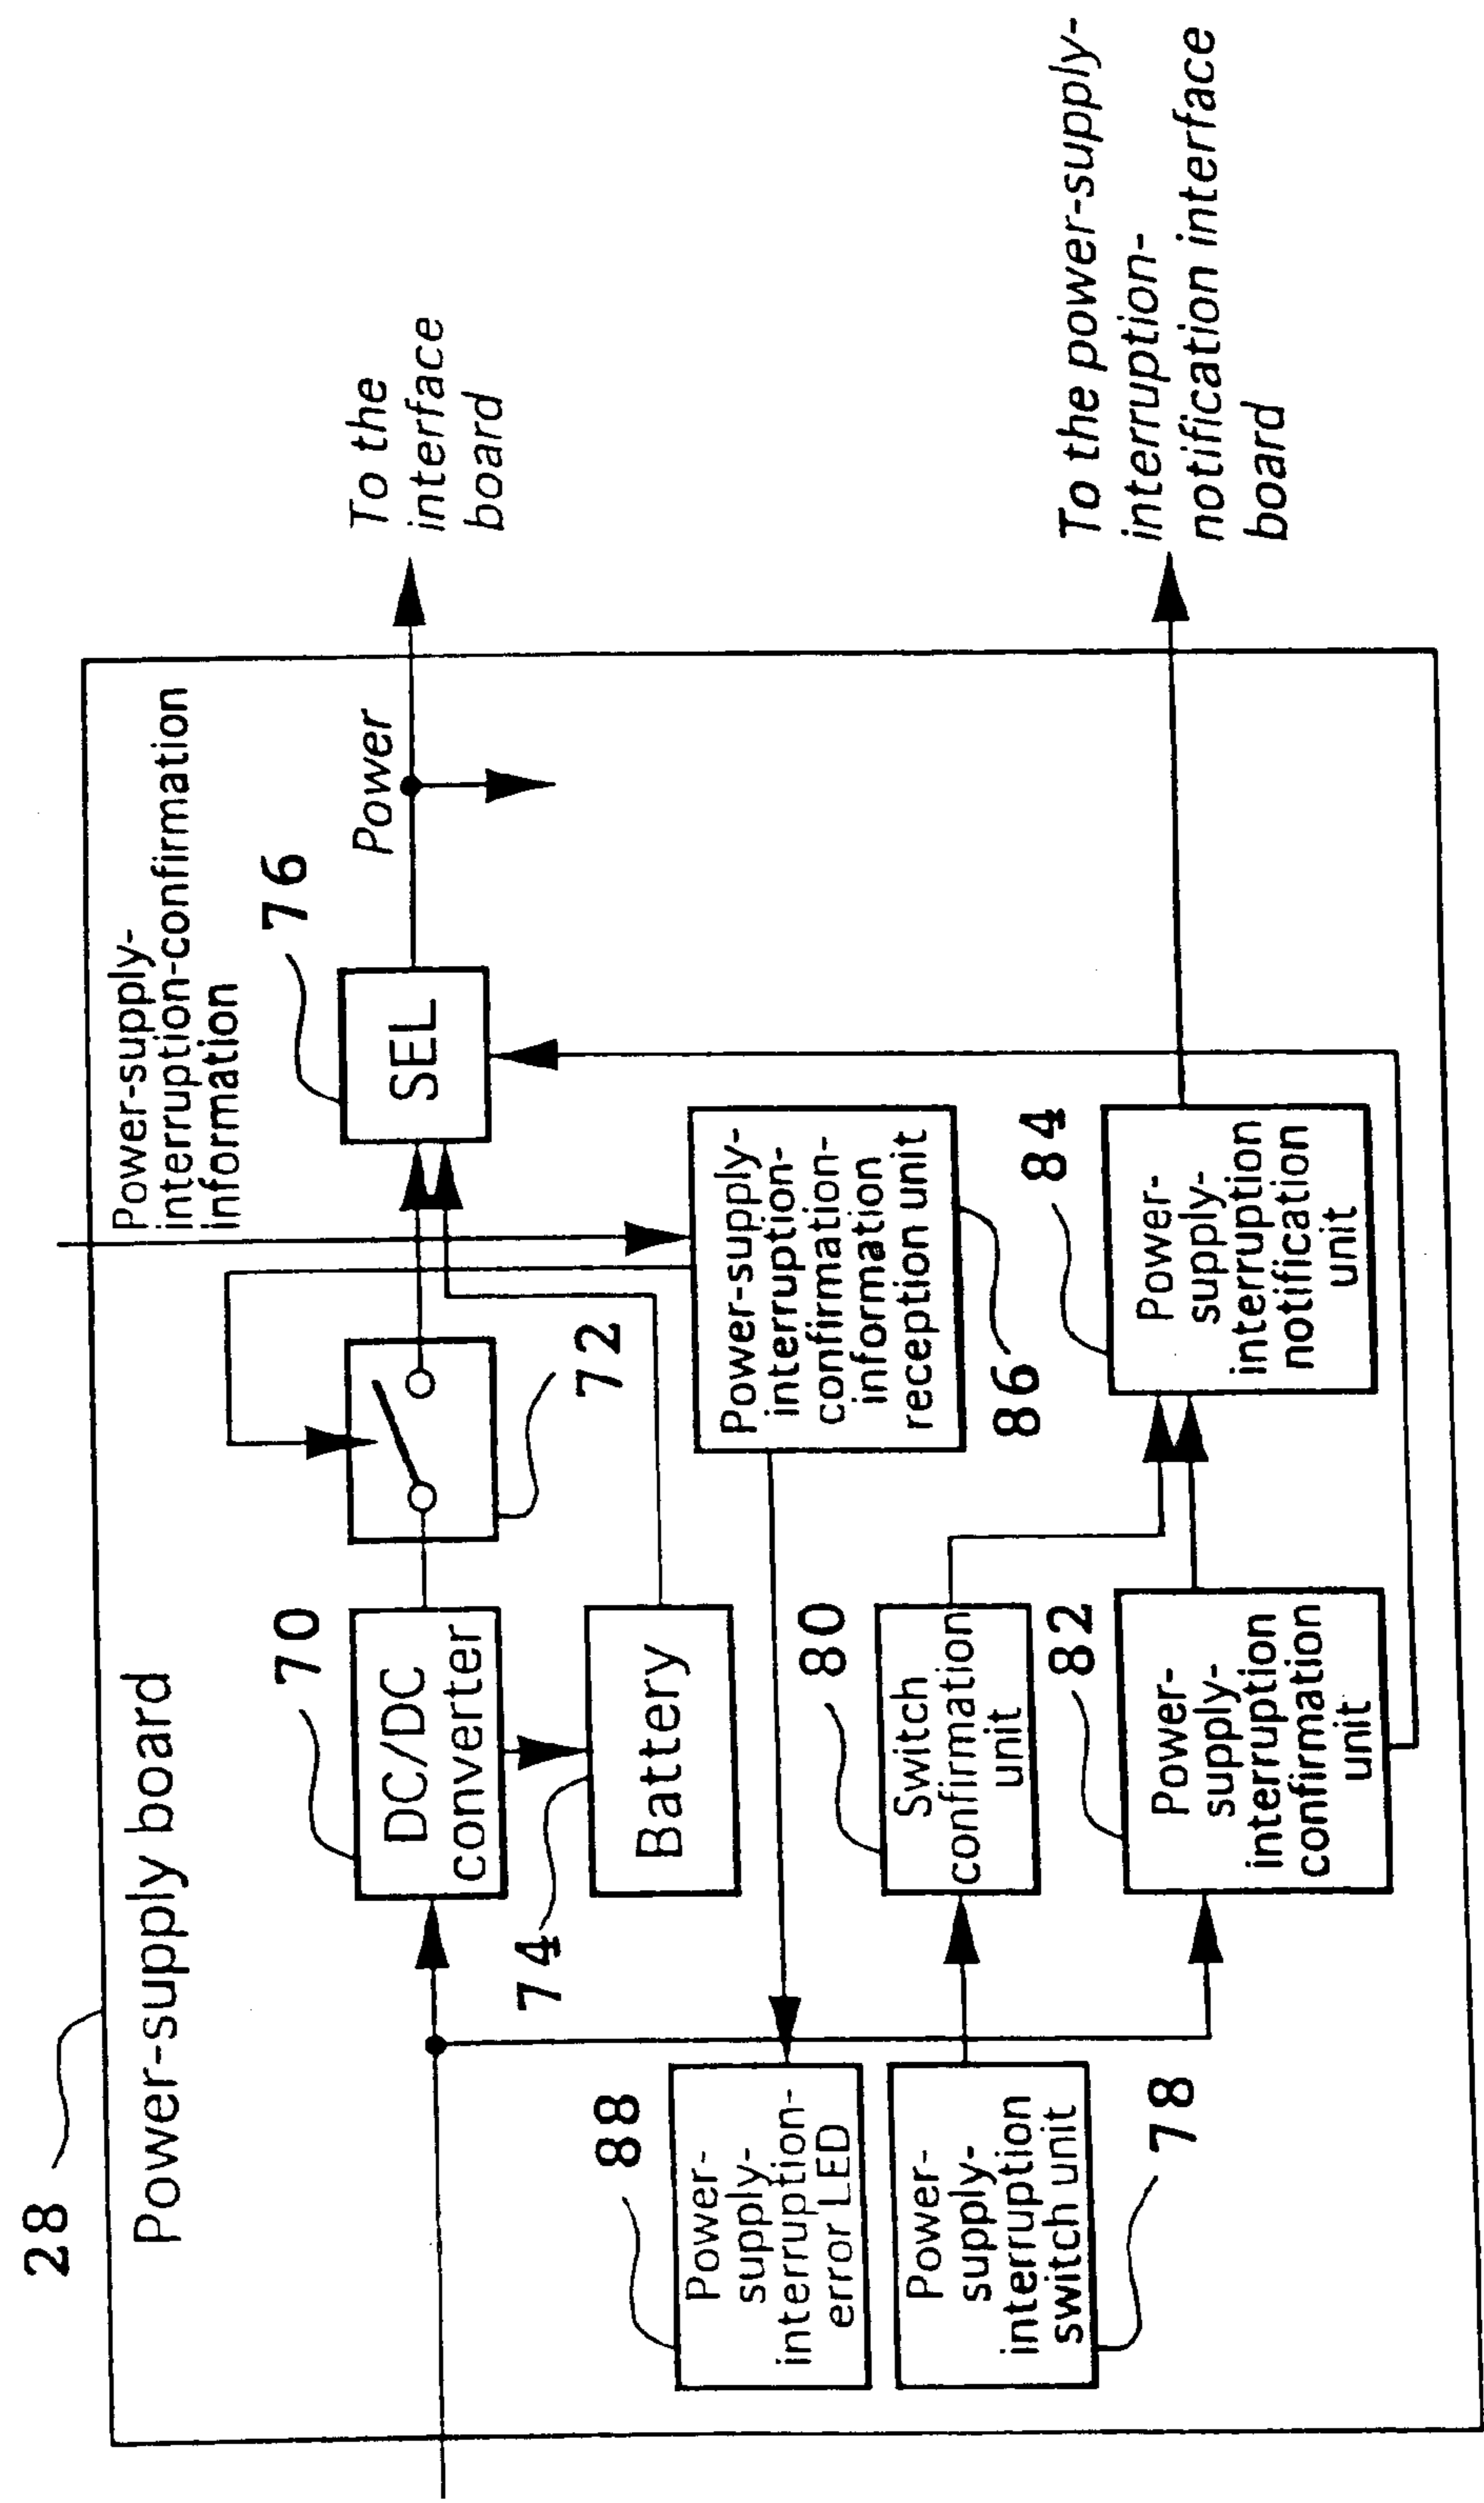 28
Power-supply board
Power-supply-
interruption-confirmation
information
70
DC/DC
converter
72
76
SEL
Power
To the
interface
board
74
Battery
Power-supply-
interruption-
confirmation-
information
reception unit
86
88
Power-
supply-
interruption-
error LED
80
Switch
confirmation
unit
84
Power-
supply-
interruption
notification
unit
To the power-supply-
interruption-
notification interface
board
Power-
supply-
interruption
switch unit
78
82
Power-
supply-
interruption
confirmation
unit